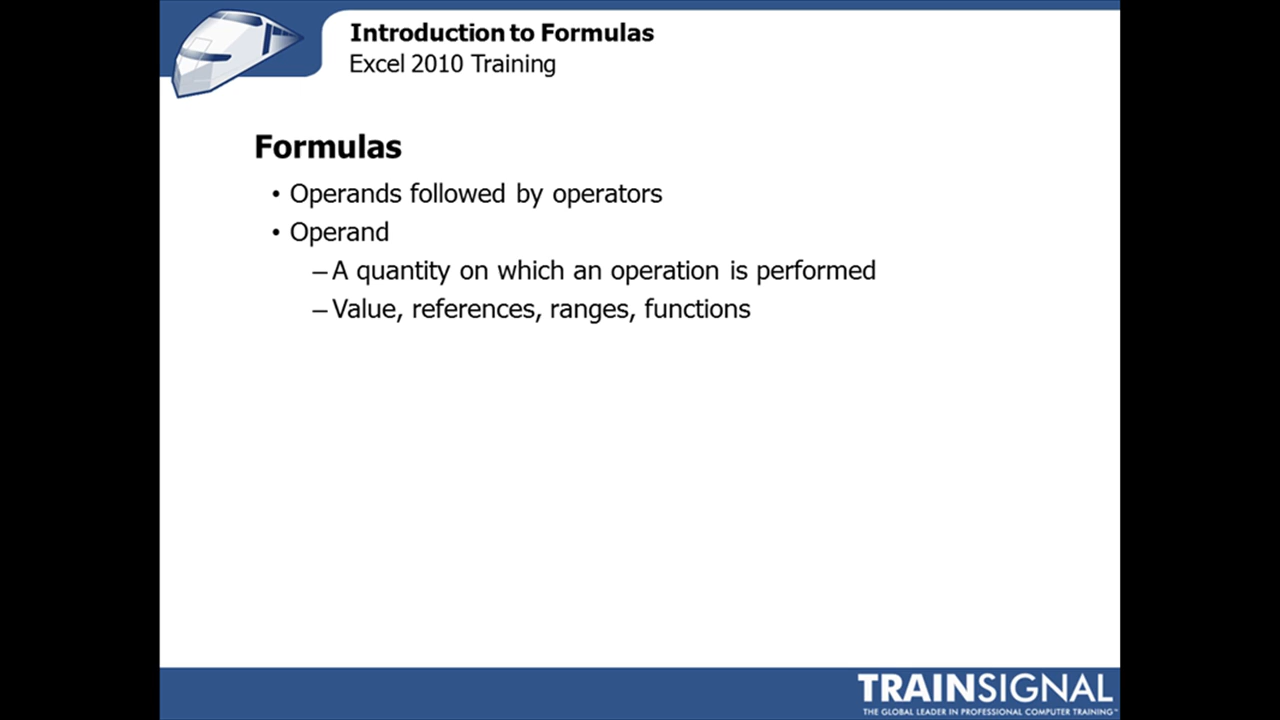 Introduction to Formulas
Excel 2010 Training
Formulas
• Operands followed by operators
• Operand
– A quantity on which an operation is performed
– Value, references, ranges, functions
TRAINSIGNAL
THE GLOBAL LEADER IN PROFESSIONAL COMPUTER TRAINING™